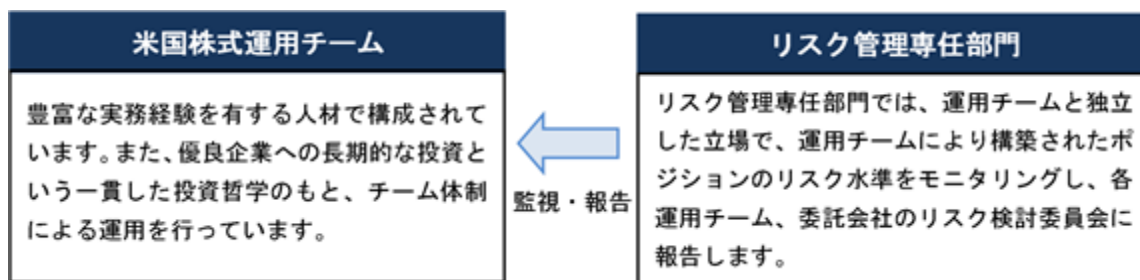 米国株式運用チーム
豊富な実務経験を有する人材で構成されて
います。また、優良企業への長期的な投資と
いう一貫した投資哲学のもと、チーム体制
による運用を行っています。
監視・報告
リスク管理専任部門
リスク管理専任部門では、運用チームと独立
した立場で、運用チームにより構築されたポ
ジションのリスク水準をモニタリングし、各
運用チーム、委託会社のリスク検討委員会に
報告します。